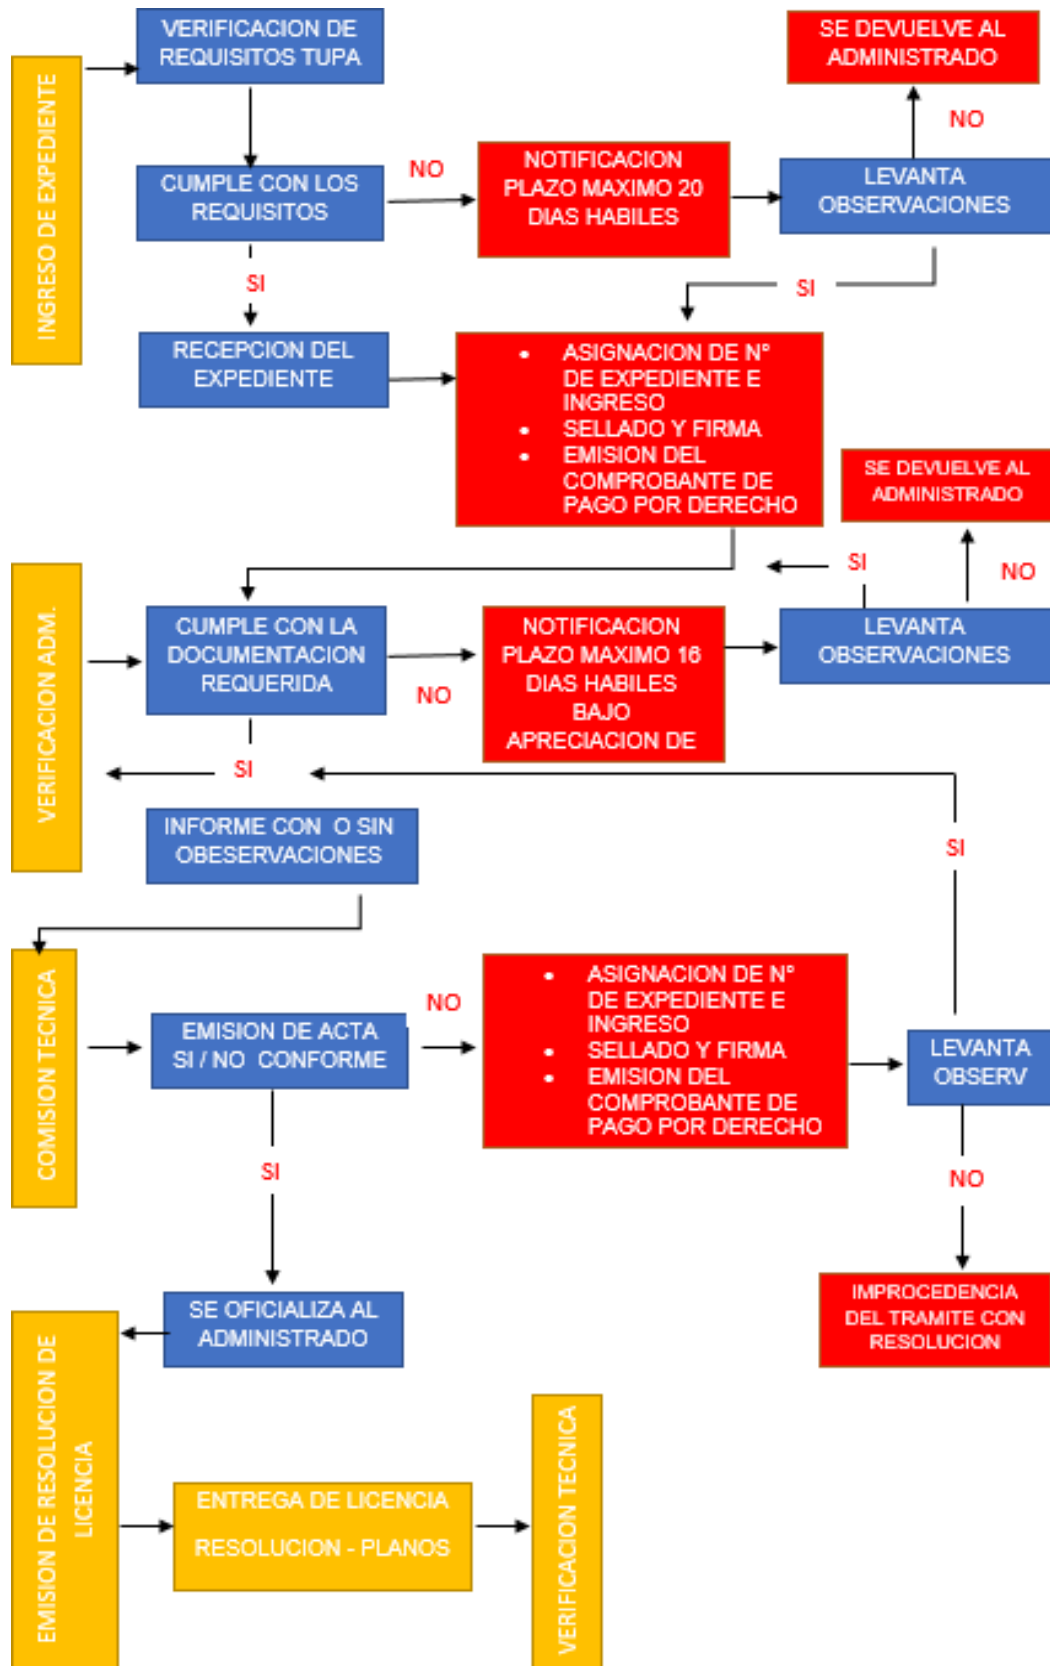 VERIFICACION DE
REQUISITOS TUPA
SE DEVUELVE AL
ADMINISTRADO
INGRESO DE EXPEDIENTE
NO
CUMPLE CON LOS
REQUISITOS
NO
NOTIFICACION
PLAZO MAXIMO 20
DIAS HABILES
LEVANTA
OBSERVACIONES
SI
SI
RECEPCION DEL
EXPEDIENTE
• ASIGNACION DE N°
DE EXPEDIENTE E
INGRESO
• SELLADO Y FIRMA
• EMISION DEL
COMPROBANTE DE
PAGO POR DERECHO
SE DEVUELVE AL
ADMINISTRADO
SI
NO
VERIFICACION ADM.
CUMPLE CON LA
DOCUMENTACION
REQUERIDA
NO
NOTIFICACION
PLAZO MAXIMO 16
DIAS HABILES
BAJO
APRECIACION DE
LEVANTA
OBSERVACIONES
SI
INFORME CON O SIN
OBESERVACIONES
SI
COMISION TECNICA
EMISION DE ACTA
SI / NO CONFORME
NO
• ASIGNACION DE N°
DE EXPEDIENTE E
INGRESO
• SELLADO Y FIRMA
• EMISION DEL
COMPROBANTE DE
PAGO POR DERECHO
LEVANTA
OBSERV
SI
NO
SE OFICIALIZA AL
ADMINISTRADO
IMPROCEDENCIA
DEL TRAMITE CON
RESOLUCION
EMISION DE RESOLUCION DE
LICENCIA
ENTREGA DE LICENCIA
RESOLUCION - PLANOS
VERIFICACION TECNICA